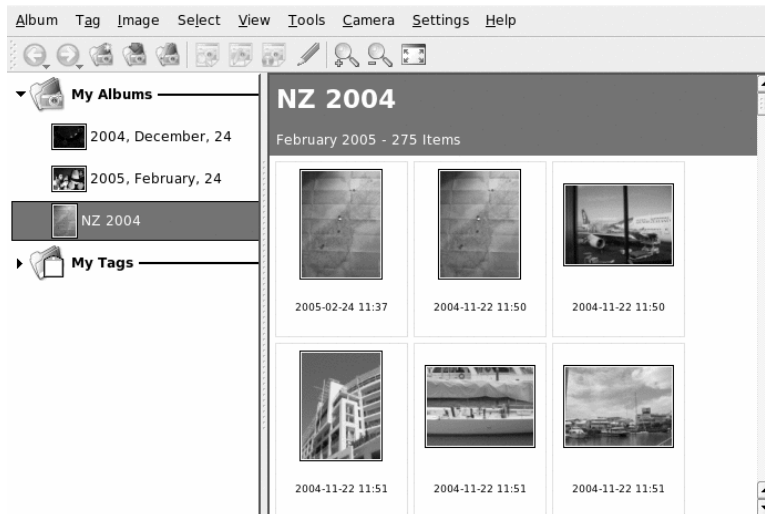 Album Tag Image Select View Tools Camera Settings Help
My Albums
2004, December, 24
2005, February, 24
NZ 2004
My Tags
NZ 2004
February 2005 - 275 Items
2005-02-24 11:37 2004-11-22 11:50 2004-11-22 11:50
2004-11-22 11:51 2004-11-22 11:51 2004-11-22 11:51